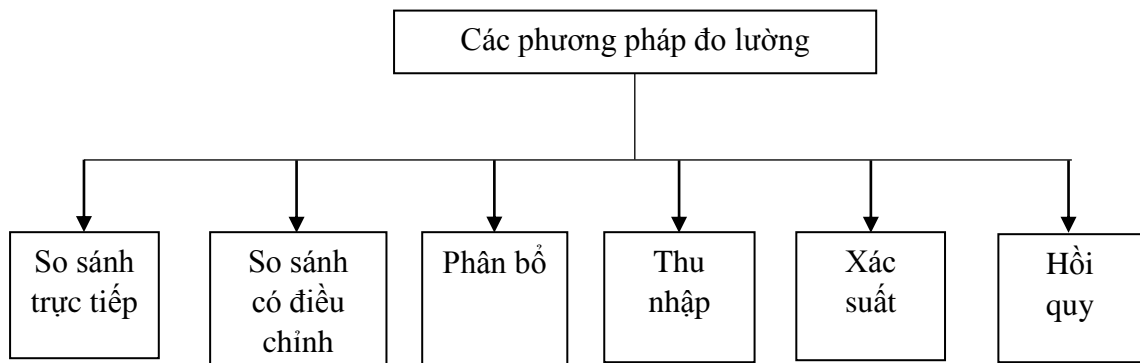 Các phương pháp đo lường
So sánh
trực tiếp
So sánh
có điều
chỉnh
Phân bổ
Thu
nhập
Xác
suất
Hồi
quy